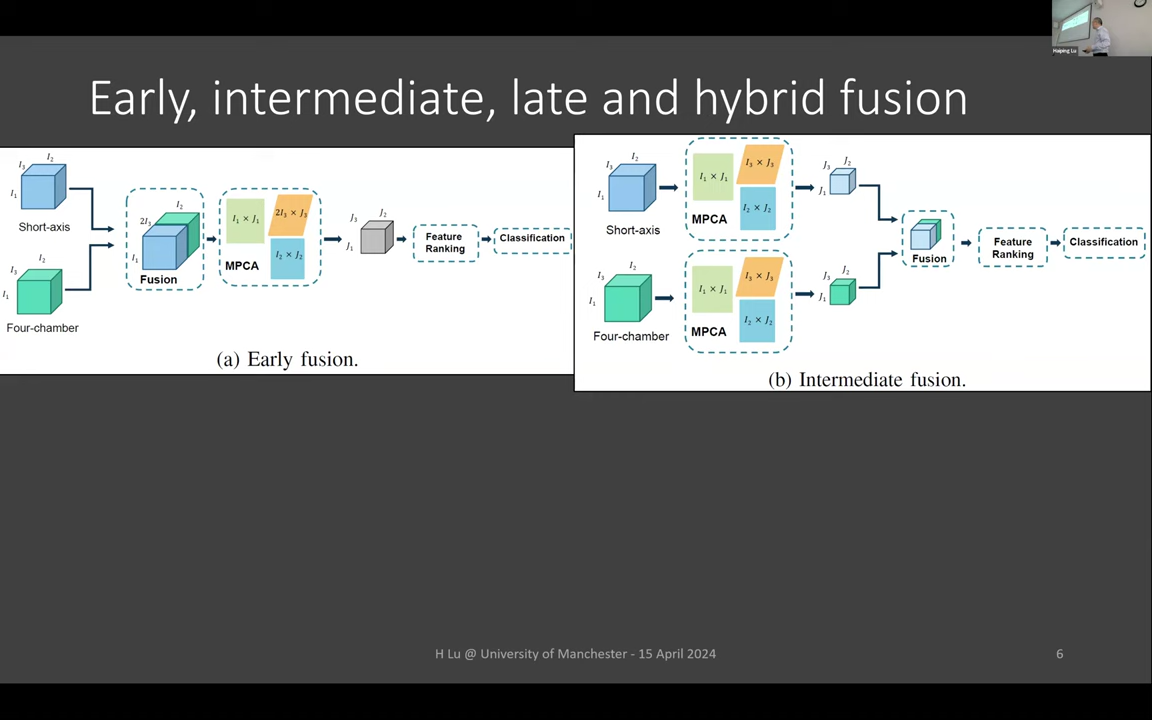 Haiping Lu
Early, intermediate, late and hybrid fusion
I₃ I₂
I₁
Short-axis
I₃ I₂
I₁
Four-chamber
I₂
2I₃
I₁
Fusion
I₁ × J₁
2I₃ × J₃
I₂ × J₂
MPCA
J₃ J₂
J₁
Feature
Ranking
Classification
(a) Early fusion.
I₃ I₂
I₁
Short-axis
I₁ × J₁
I₃ × J₃
I₂ × J₂
MPCA
J₃ J₂
J₁
I₃ I₂
I₁
Four-chamber
I₁ × J₁
I₃ × J₃
I₂ × J₂
MPCA
J₃ J₂
J₁
Fusion
Feature
Ranking
Classification
(b) Intermediate fusion.
H Lu @ University of Manchester - 15 April 2024
6